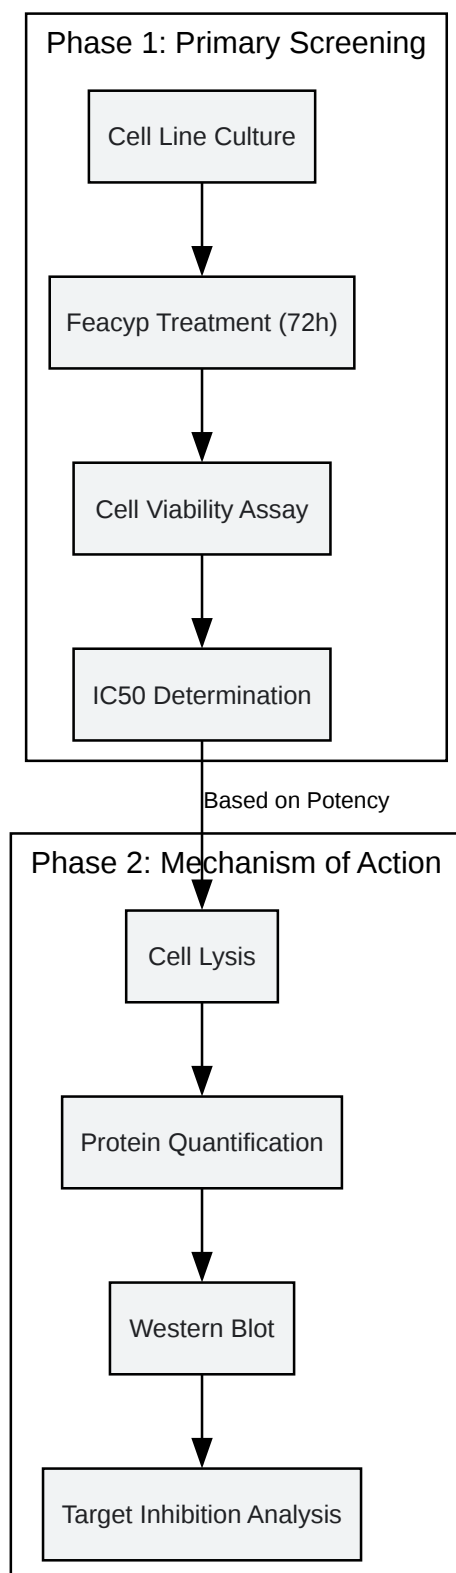 Phase 1: Primary Screening
Cell Line Culture
Feacyp Treatment (72h)
Cell Viability Assay
IC50 Determination
Based on Potency
Phase 2: Mechanism of Action
Cell Lysis
Protein Quantification
Western Blot
Target Inhibition Analysis